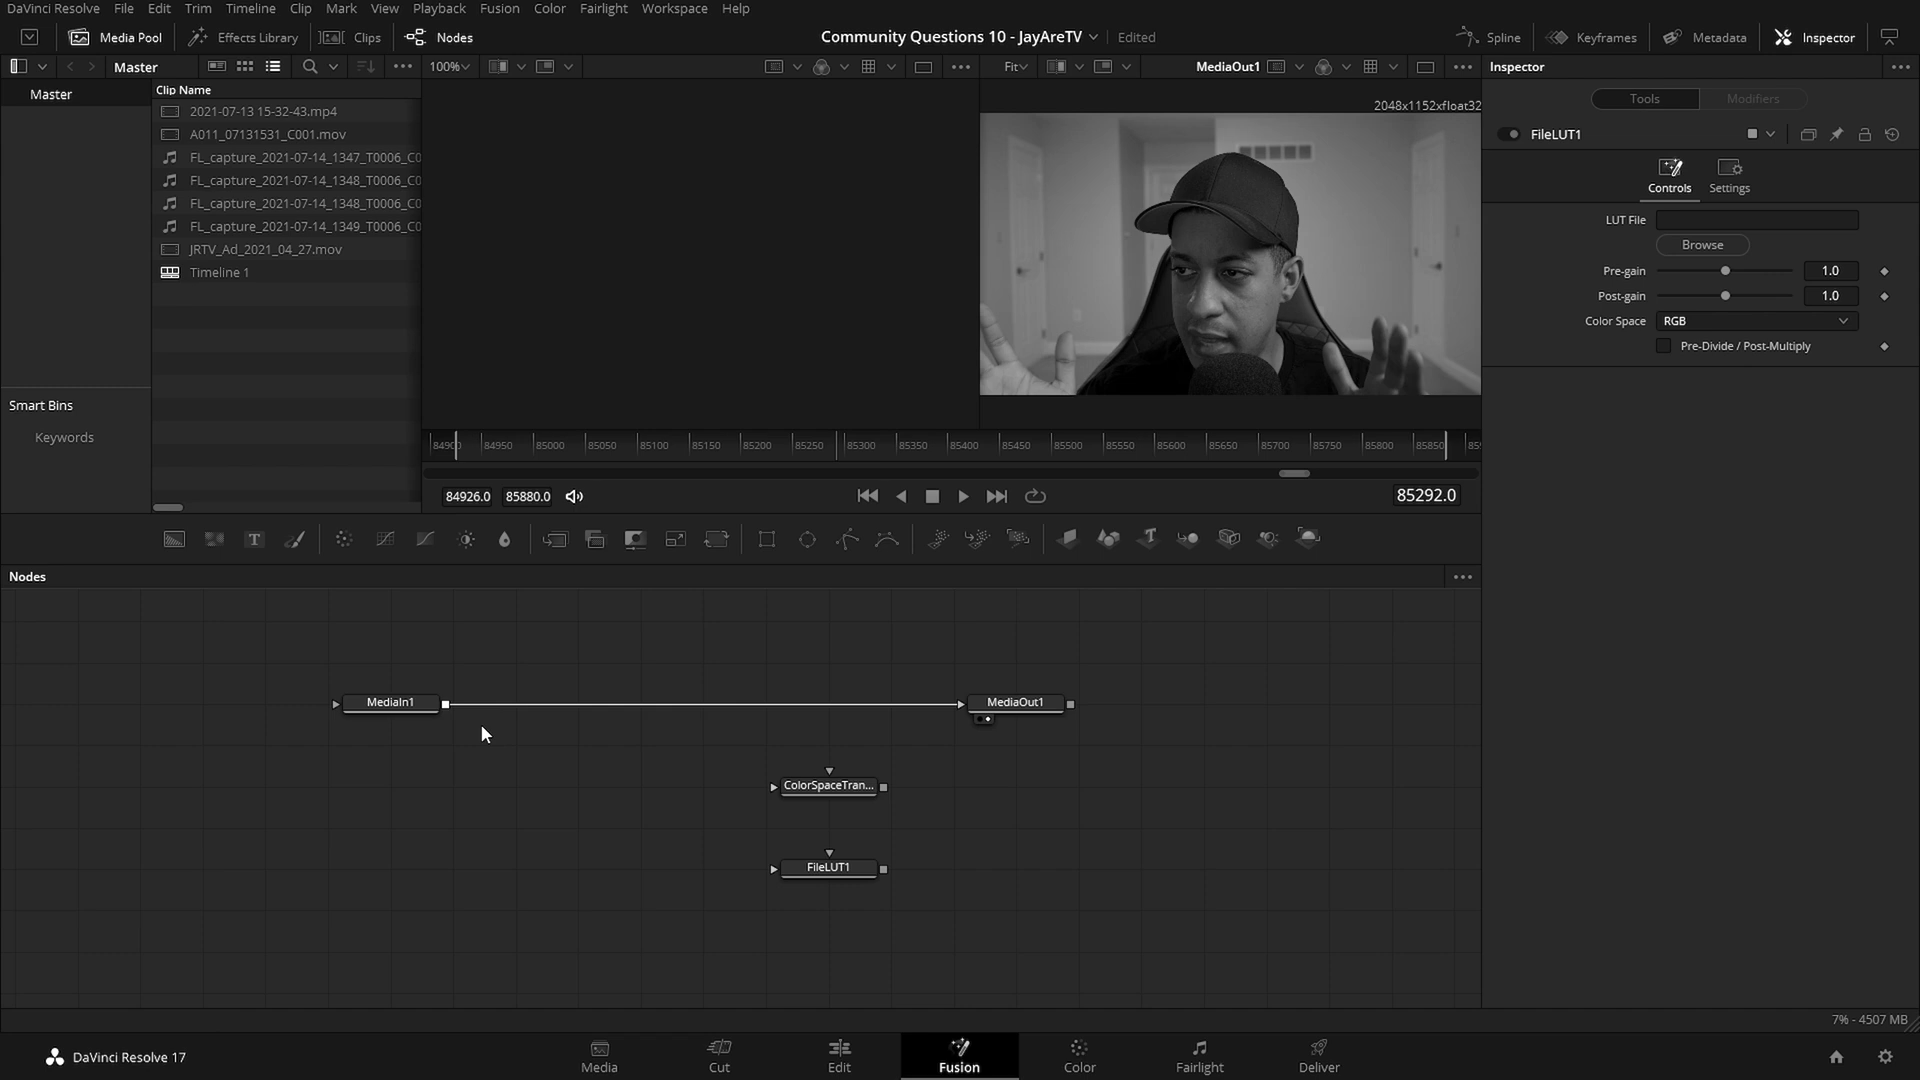 DaVinci Resolve File Edit Trim Timeline Clip Mark View Playback Fusion Color Fairlight Workspace Help
Media Pool Effects Library Clips Nodes Community Questions 10 - JayAreTV Edited Spline Keyframes Metadata Inspector
Master 100% Fit MediaOut1 Inspector
Master
Clip Name
2021-07-13 15-32-43.mp4
A011_07131531_C001.mov
FL_capture_2021-07-14_1347_T0006_C0
FL_capture_2021-07-14_1348_T0006_C0
FL_capture_2021-07-14_1348_T0006_C0
FL_capture_2021-07-14_1349_T0006_C0
JRTV_Ad_2021_04_27.mov
Timeline 1
Smart Bins
Keywords
2048x1152xfloat32
Tools Modifiers
FileLUT1
Controls Settings
LUT File
Browse
Pre-gain 1.0
Post-gain 1.0
Color Space RGB
Pre-Divide / Post-Multiply
84950 85000 85050 85100 85150 85200 85250 85300 85350 85400 85450 85500 85550 85600 85650 85700 85750 85800 85850
84926.0 85880.0 85292.0
T
Nodes
MediaIn1 MediaOut1
ColorSpaceTran...
FileLUT1
7% - 4507 MB
DaVinci Resolve 17 Media Cut Edit Fusion Color Fairlight Deliver